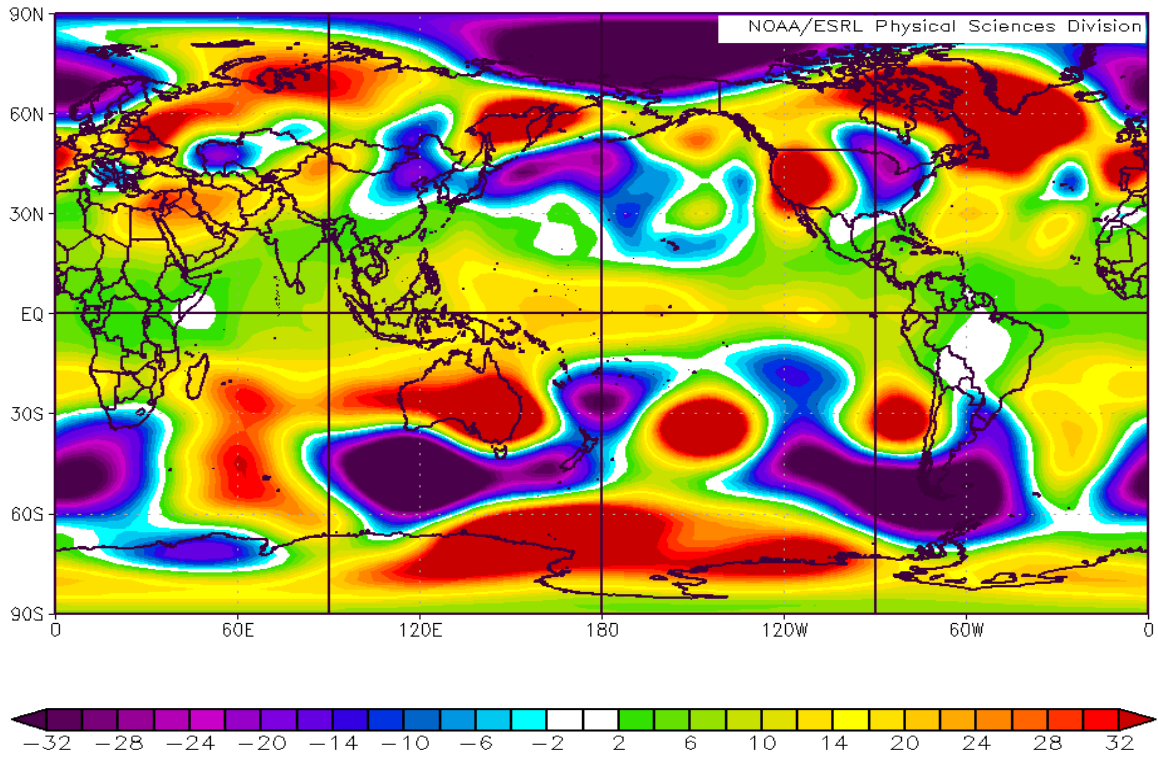 NOAA/ESRL Physical Sciences Division
90N
60N
30N
EQ
30S
60S
90S
0 60E 120E 180 120W 60W 0
−32 −28 −24 −20 −14 −10 −6 −2 2 6 10 14 20 24 28 32